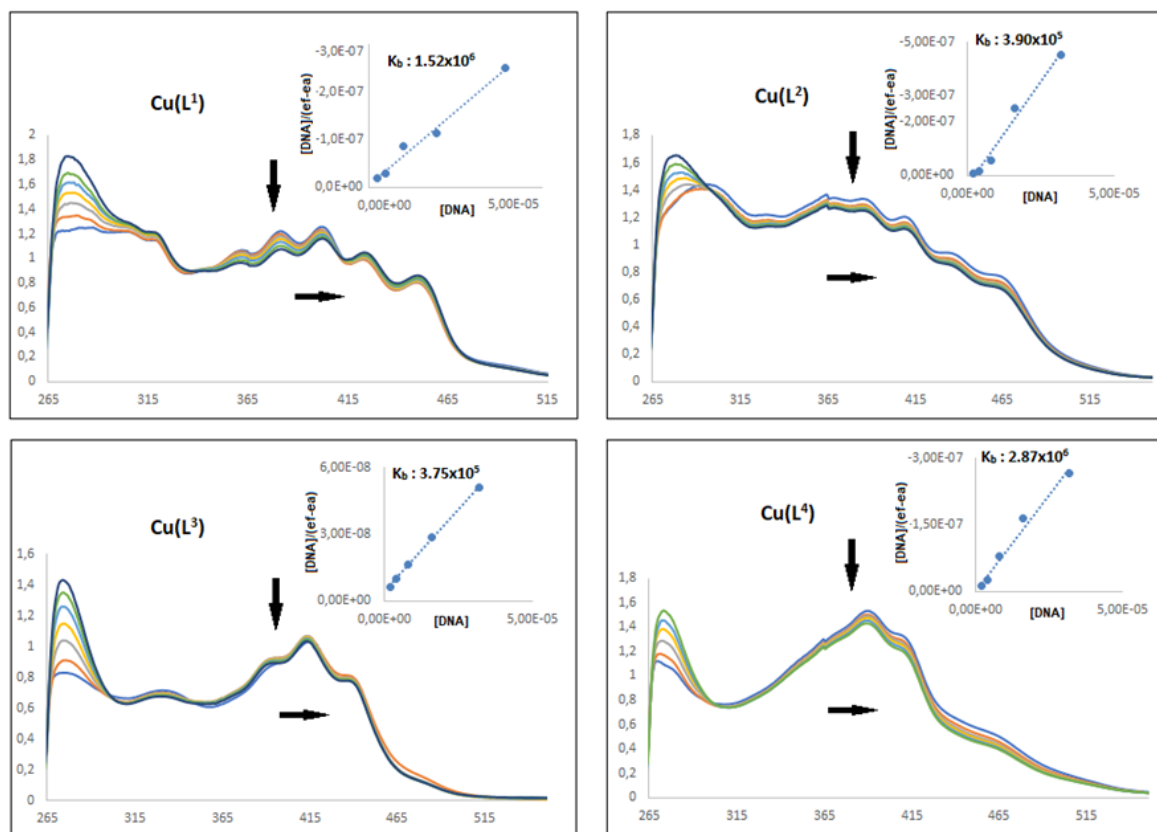 Cu(L¹)
K_b : 1.52x10⁶
[DNA]/(ef-ea)
-3,0E-07
-2,0E-07
-1,0E-07
0,0E+00
0,00E+00
5,00E-05
[DNA]
2
1,8
1,6
1,4
1,2
1
0,8
0,6
0,4
0,2
0
265
315
365
415
465
515
Cu(L²)
K_b : 3.90x10⁵
[DNA]/(ef-ea)
-5,00E-07
-3,00E-07
-2,00E-07
0,00E+00
0,00E+00
5,00E-05
[DNA]
1,8
1,6
1,4
1,2
1
0,8
0,6
0,4
0,2
0
265
315
365
415
465
515
Cu(L³)
K_b : 3.75x10⁵
[DNA]/(ef-ea)
6,00E-08
3,00E-08
0,00E+00
0,00E+00
5,00E-05
[DNA]
1,6
1,4
1,2
1
0,8
0,6
0,4
0,2
0
265
315
365
415
465
515
Cu(L⁴)
K_b : 2.87x10⁶
[DNA]/(ef-ea)
-3,00E-07
-1,50E-07
0,00E+00
0,00E+00
5,00E-05
[DNA]
1,8
1,6
1,4
1,2
1
0,8
0,6
0,4
0,2
0
265
315
365
415
465
515